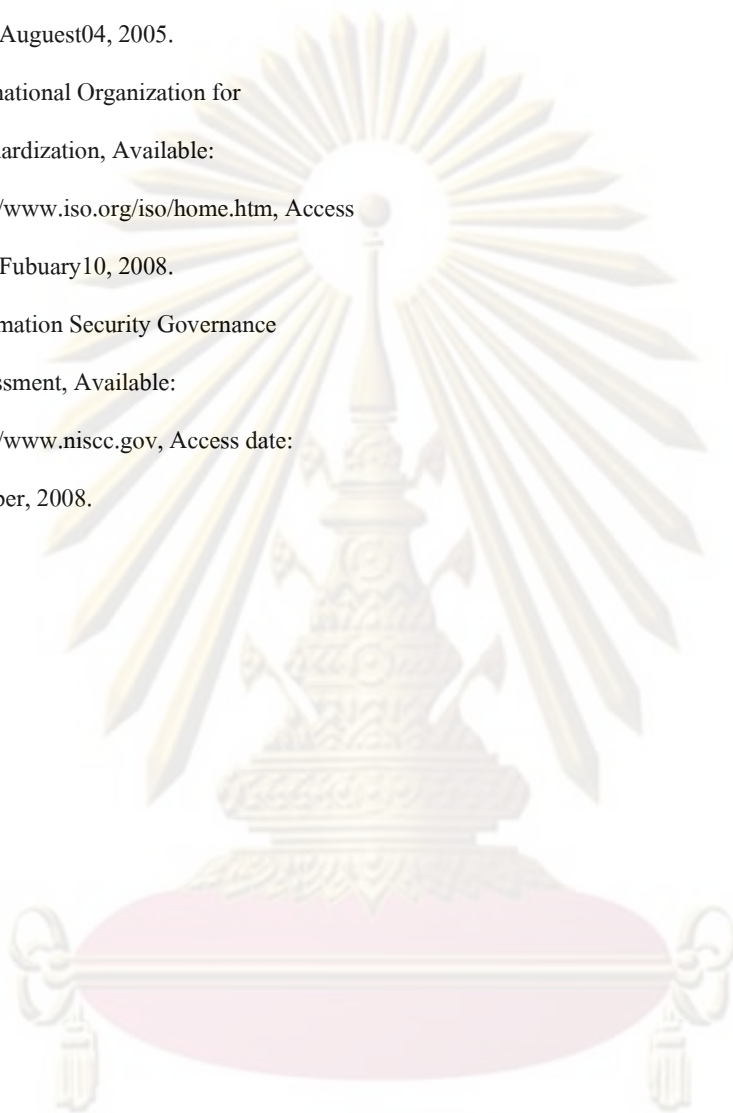 Auguest04, 2005.
national Organization for
ardization, Available:
/www.iso.org/iso/home.htm, Access
Fubuary10, 2008.
mation Security Governance
ssment, Available:
/www.niscc.gov, Access date:
ber, 2008.